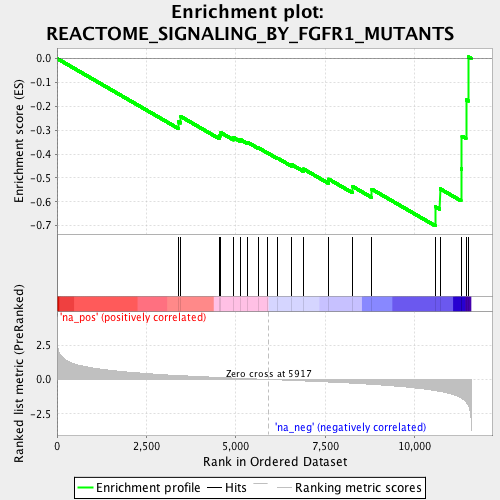 Enrichment plot:
REACTOME_SIGNALING_BY_FGFR1_MUTANTS
Enrichment score (ES)
0.0
-0.1
-0.2
-0.3
-0.4
-0.5
-0.6
-0.7
'na_pos' (positively correlated)
Ranked list metric (PreRanked)
2.5
0.0
-2.5
Zero cross at 5917
'na_neg' (negatively correlated)
0
2,500
5,000
7,500
10,000
Rank in Ordered Dataset
Enrichment profile
Hits
Ranking metric scores